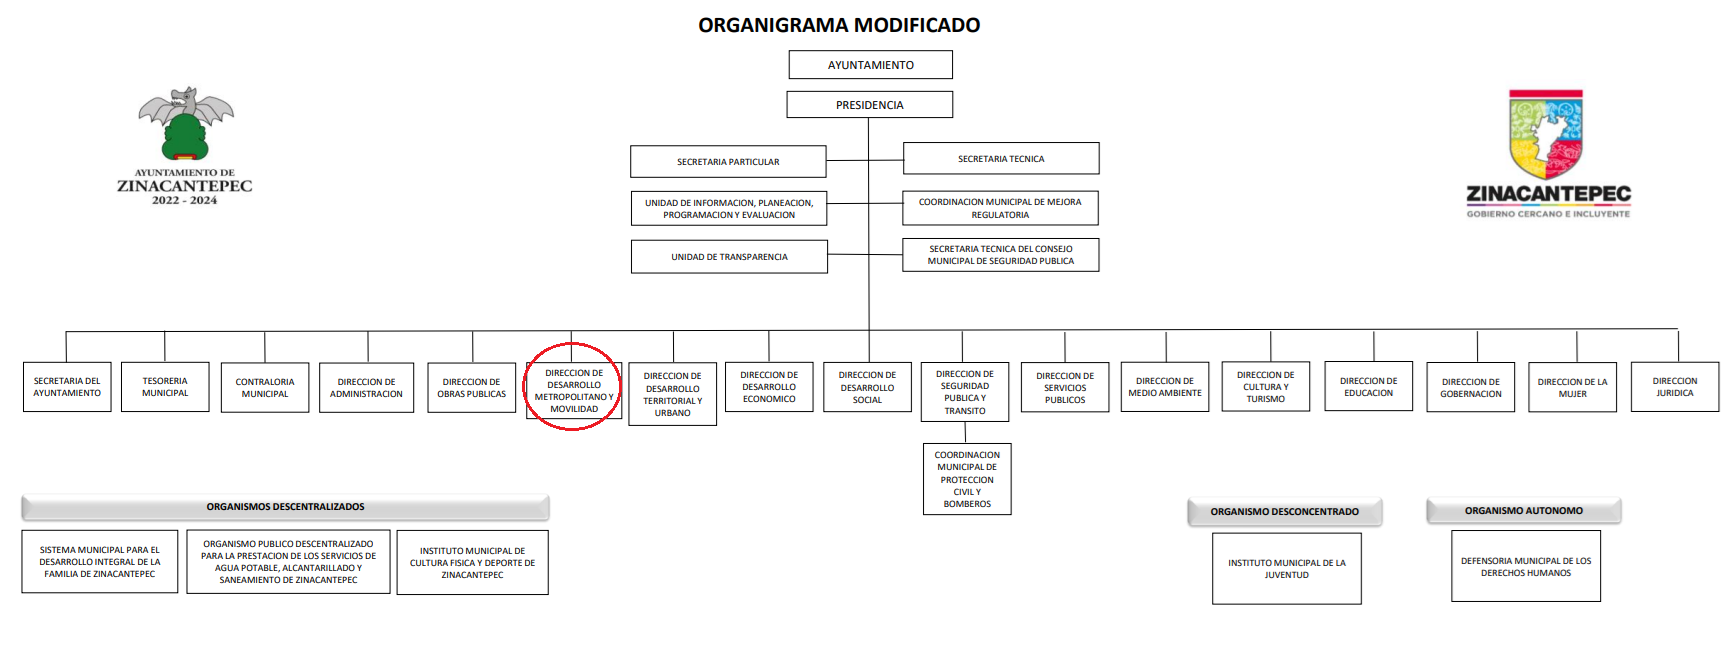 ORGANIGRAMA MODIFICADO
AYUNTAMIENTO
PRESIDENCIA
AYUNTAMIENTO DE
ZINACANTEPEC
2022 - 2024
ZINACANTEPEC
GOBIERNO CERCANO E INCLUYENTE
SECRETARIA PARTICULAR
SECRETARIA TECNICA
UNIDAD DE INFORMACION, PLANEACION,
PROGRAMACION Y EVALUACION
COORDINACION MUNICIPAL DE MEJORA
REGULATORIA
UNIDAD DE TRANSPARENCIA
SECRETARIA TECNICA DEL CONSEJO
MUNICIPAL DE SEGURIDAD PUBLICA
SECRETARIA DEL
AYUNTAMIENTO
TESORERIA
MUNICIPAL
CONTRALORIA
MUNICIPAL
DIRECCION DE
ADMINISTRACION
DIRECCION DE
OBRAS PUBLICAS
DIRECCION DE
DESARROLLO
METROPOLITANO Y
MOVILIDAD
DIRECCION DE
DESARROLLO
TERRITORIAL Y
URBANO
DIRECCION DE
DESARROLLO
ECONOMICO
DIRECCION DE
DESARROLLO
SOCIAL
DIRECCION DE
SEGURIDAD
PUBLICA Y
TRANSITO
DIRECCION DE
SERVICIOS
PUBLICOS
DIRECCION DE
MEDIO AMBIENTE
DIRECCION DE
CULTURA Y
TURISMO
DIRECCION DE
EDUCACION
DIRECCION DE
GOBERNACION
DIRECCION DE LA
MUJER
DIRECCION
JURIDICA
COORDINACION
MUNICIPAL DE
PROTECCION
CIVIL Y
BOMBEROS
ORGANISMOS DESCENTRALIZADOS
SISTEMA MUNICIPAL PARA EL
DESARROLLO INTEGRAL DE LA
FAMILIA DE ZINACANTEPEC
ORGANISMO PUBLICO DESCENTRALIZADO
PARA LA PRESTACION DE LOS SERVICIOS DE
AGUA POTABLE, ALCANTARILLADO Y
SANEAMIENTO DE ZINACANTEPEC
INSTITUTO MUNICIPAL DE
CULTURA FISICA Y DEPORTE DE
ZINACANTEPEC
ORGANISMO DESCONCENTRADO
INSTITUTO MUNICIPAL DE LA
JUVENTUD
ORGANISMO AUTONOMO
DEFENSORIA MUNICIPAL DE LOS
DERECHOS HUMANOS